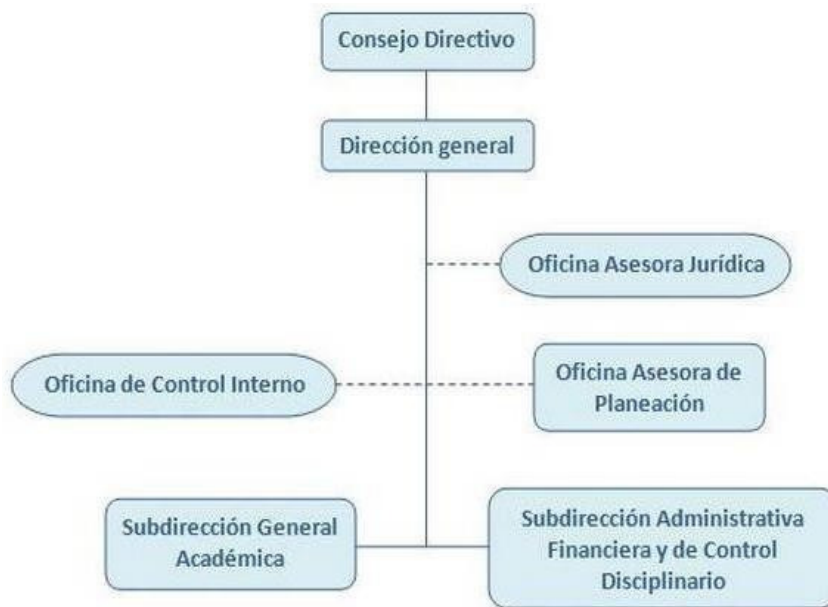 Consejo Directivo
Dirección general
Oficina Asesora Jurídica
Oficina de Control Interno
Oficina Asesora de
Planeación
Subdirección General
Académica
Subdirección Administrativa
Financiera y de Control
Disciplinario